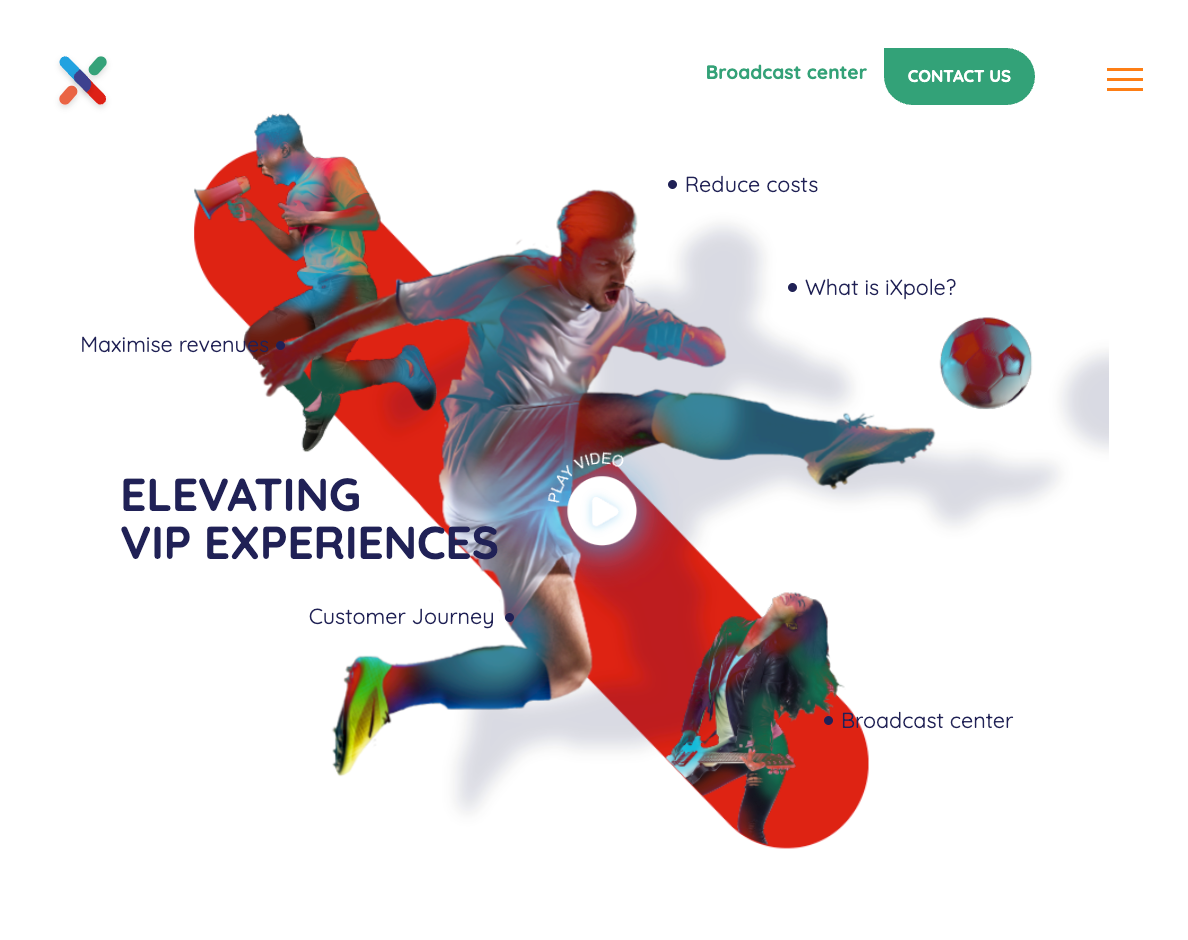 Broadcast center
CONTACT US
Reduce costs
What is iXpole?
Maximise revenues
PLAY VIDEO
ELEVATING
VIP EXPERIENCES
Customer Journey
Broadcast center